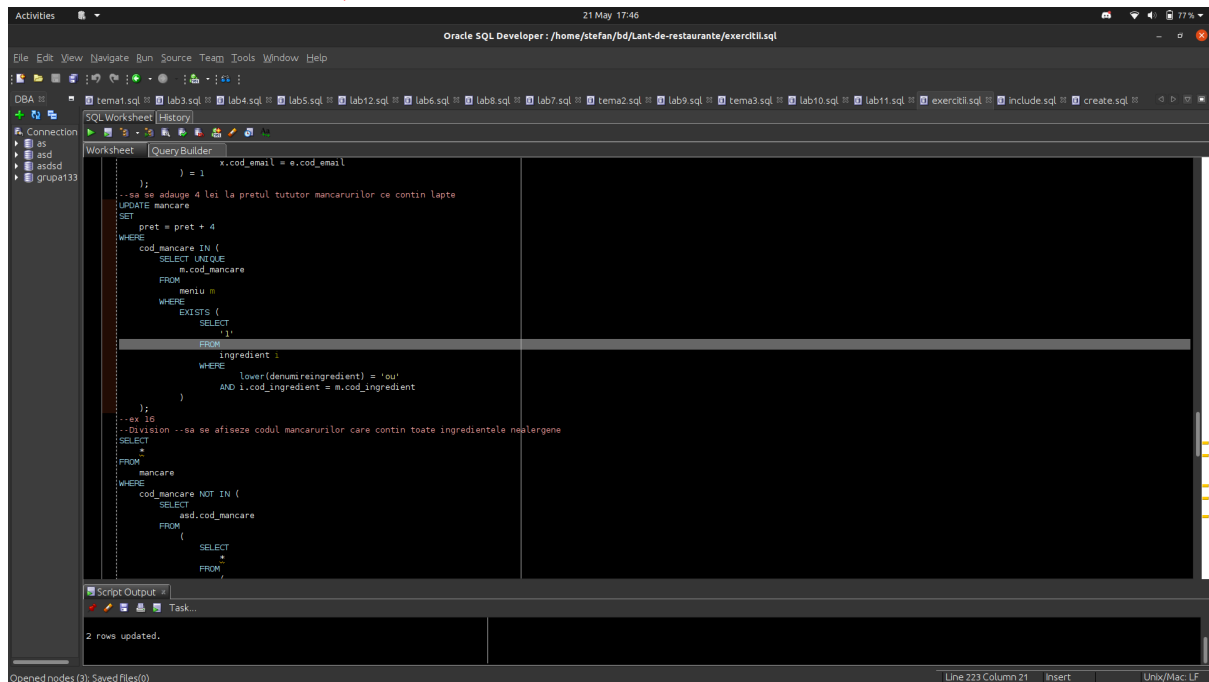 Activities
21 May 17:46
77 %
Oracle SQL Developer : /home/stefan/bd/Lant-de-restaurante/exercitii.sql
File Edit View Navigate Run Source Team Tools Window Help
DBA
tema1.sql lab3.sql lab4.sql lab5.sql lab12.sql lab6.sql lab8.sql lab7.sql tema2.sql lab9.sql tema3.sql lab10.sql lab11.sql exercitii.sql include.sql create.sql
SQL Worksheet History
Connection
as
asd
asdsd
grupa133
Worksheet Query Builder
x.cod_email = e.cod_email
) = 1
);
--sa se adauge 4 lei la pretul tututor mancarurilor ce contin lapte
UPDATE mancare
SET
pret = pret + 4
WHERE
cod_mancare IN (
SELECT UNIQUE
m.cod_mancare
FROM
meniu m
WHERE
EXISTS (
SELECT
'1'
FROM
ingredient i
WHERE
lower(denumireingredient) = 'ou'
AND i.cod_ingredient = m.cod_ingredient
)
);
--ex 16
--Division --sa se afiseze codul mancarurilor care contin toate ingredientele nealergene
SELECT
*
FROM
mancare
WHERE
cod_mancare NOT IN (
SELECT
asd.cod_mancare
FROM
(
SELECT
*
FROM
(
Script Output
Task...
2 rows updated.
Opened nodes (3); Saved files(0)
Line 223 Column 21 Insert Unix/Mac: LF